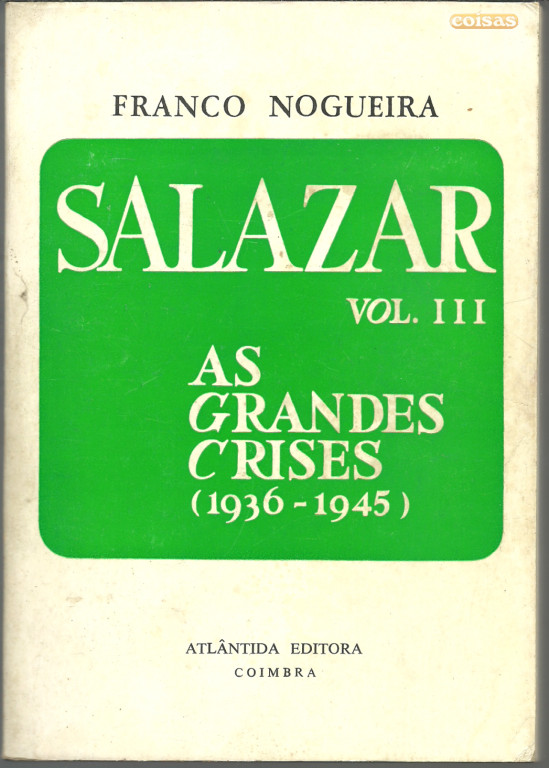 coisas
FRANCO NOGUEIRA
SALAZAR
VOL. III
AS
GRANDES
CRISES
(1936-1945)
ATLÂNTIDA EDITORA
COIMBRA